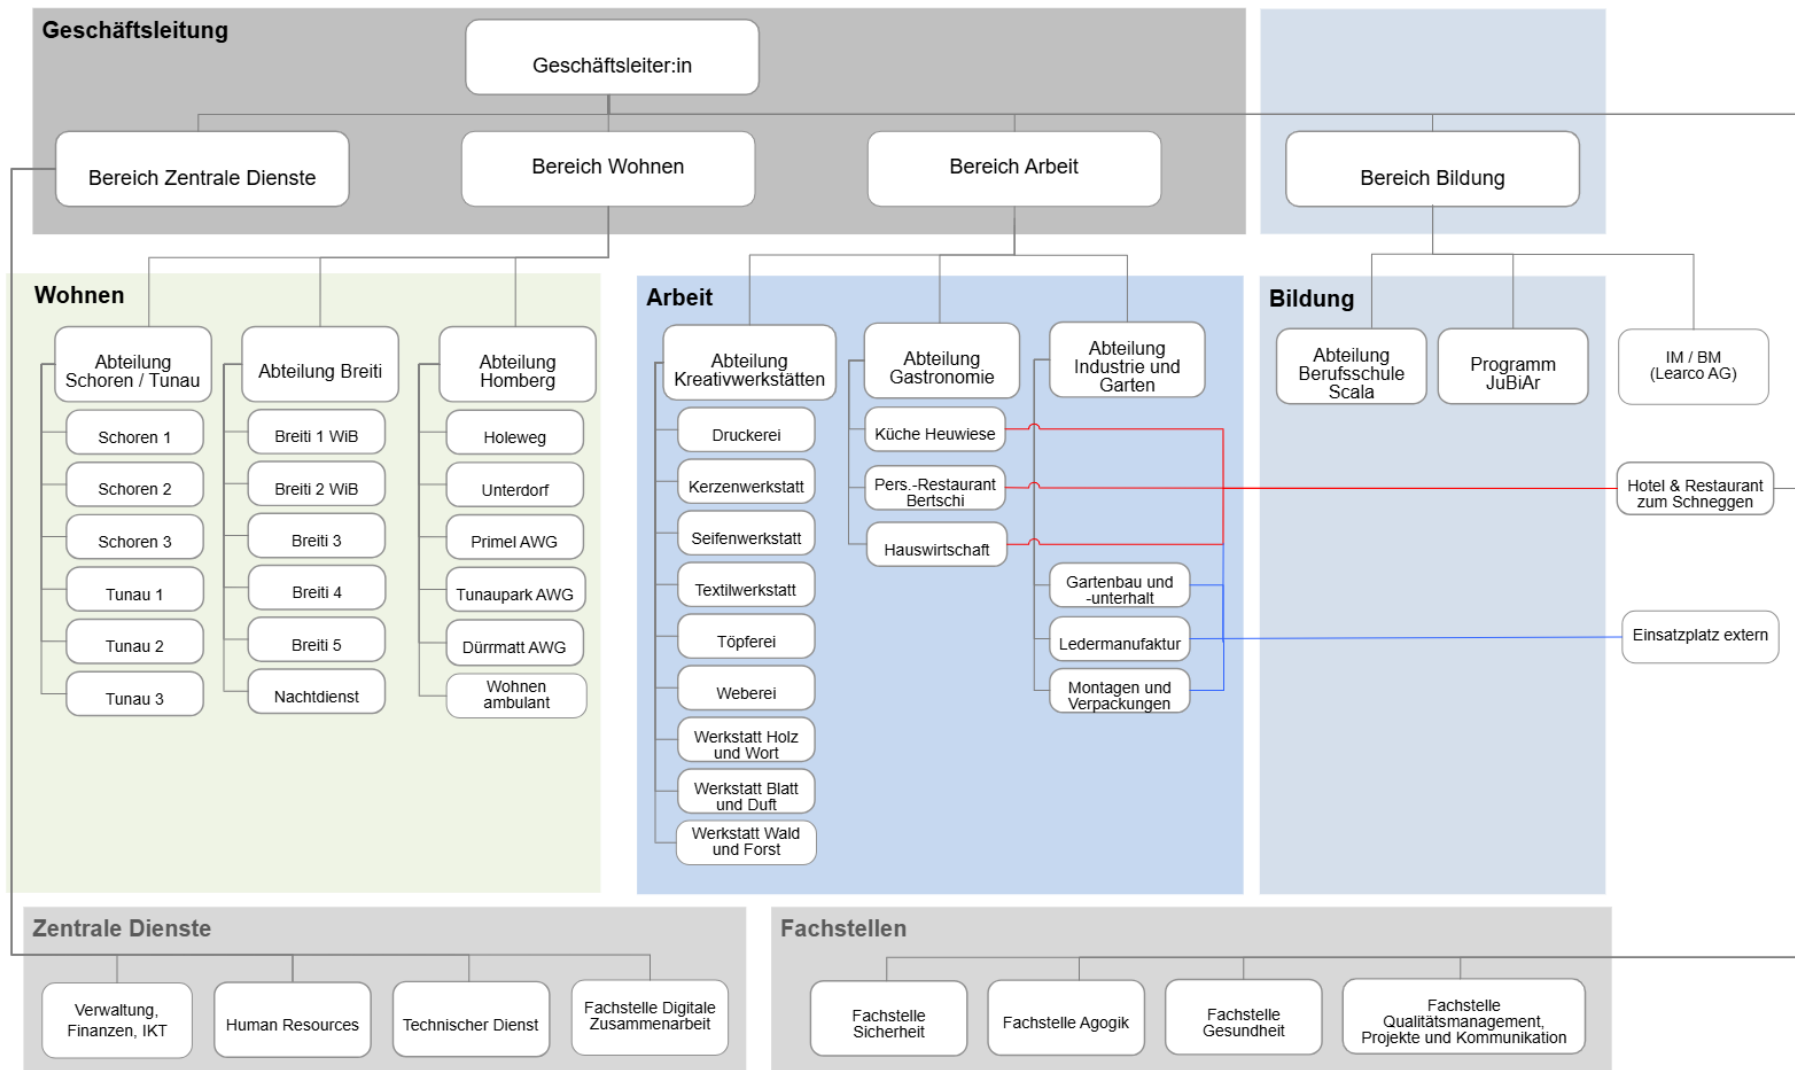 Geschäftsleitung
Geschäftsleiter:in
Bereich Zentrale Dienste
Bereich Wohnen
Bereich Arbeit
Bereich Bildung
Wohnen
Abteilung
Schoren / Tunau
Schoren 1
Schoren 2
Schoren 3
Tunau 1
Tunau 2
Tunau 3
Abteilung Breiti
Breiti 1 WiB
Breiti 2 WiB
Breiti 3
Breiti 4
Breiti 5
Nachtdienst
Abteilung
Homberg
Holeweg
Unterdorf
Primel AWG
Tunaupark AWG
Dürrmatt AWG
Wohnen
ambulant
Arbeit
Abteilung
Kreativwerkstätten
Druckerei
Kerzenwerkstatt
Seifenwerkstatt
Textilwerkstatt
Töpferei
Weberei
Werkstatt Holz
und Wort
Werkstatt Blatt
und Duft
Werkstatt Wald
und Forst
Abteilung
Gastronomie
Küche Heuwiese
Pers.-Restaurant
Bertschi
Hauswirtschaft
Abteilung
Industrie und
Garten
Gartenbau und
-unterhalt
Ledermanufaktur
Montagen und
Verpackungen
Bildung
Abteilung
Berufsschule
Scala
Programm
JuBiAr
IM / BM
(Learco AG)
Hotel & Restaurant
zum Schneggen
Einsatzplatz extern
Zentrale Dienste
Verwaltung,
Finanzen, IKT
Human Resources
Technischer Dienst
Fachstelle Digitale
Zusammenarbeit
Fachstellen
Fachstelle
Sicherheit
Fachstelle Agogik
Fachstelle
Gesundheit
Fachstelle
Qualitätsmanagement,
Projekte und Kommunikation